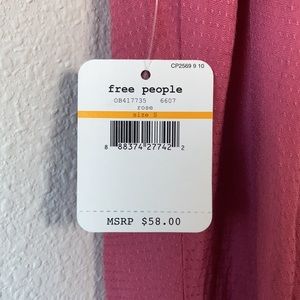 CP2569 9 10
free people
OB417735 6607
rose
size S
8 88374 27742 2
MSRP $58.00